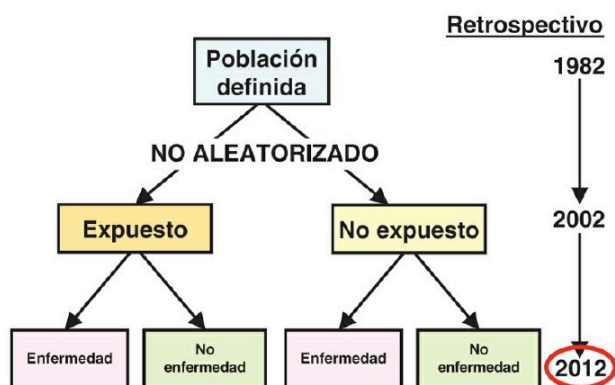 Retrospectivo
Población
definida
1982
NO ALEATORIZADO
Expuesto
No expuesto
2002
Enfermedad
No
enfermedad
Enfermedad
No
enfermedad
2012